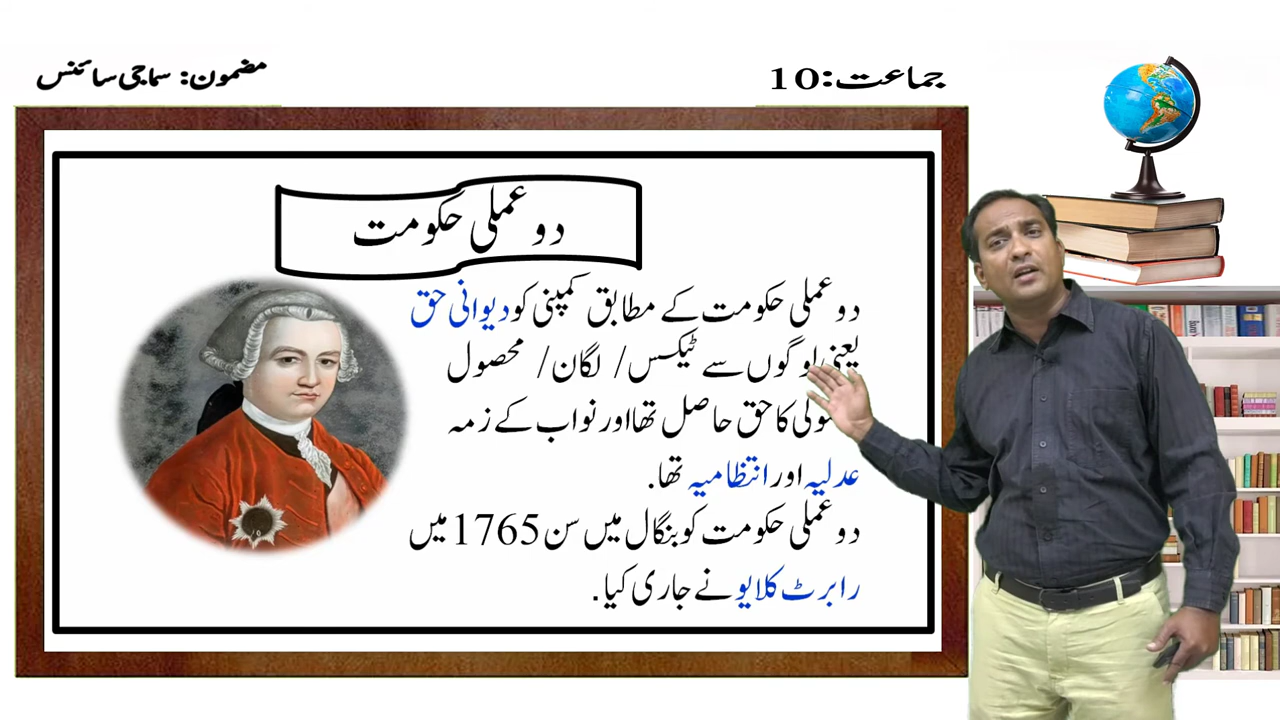 جماعت:10
مضمون: سماجی سائنس
دو عملی حکومت
دو عملی حکومت کے مطابق کمپنی کو دیوانی حق
یعنی لوگوں سے ٹیکس/ لگان/ محصول
کا حق حاصل تھا اور نواب کے زمہ
عدلیہ اور انتظامیہ تھا.
دو عملی حکومت کو بنگال میں سن 1765 میں
رابرٹ کلایو نے جاری کیا.